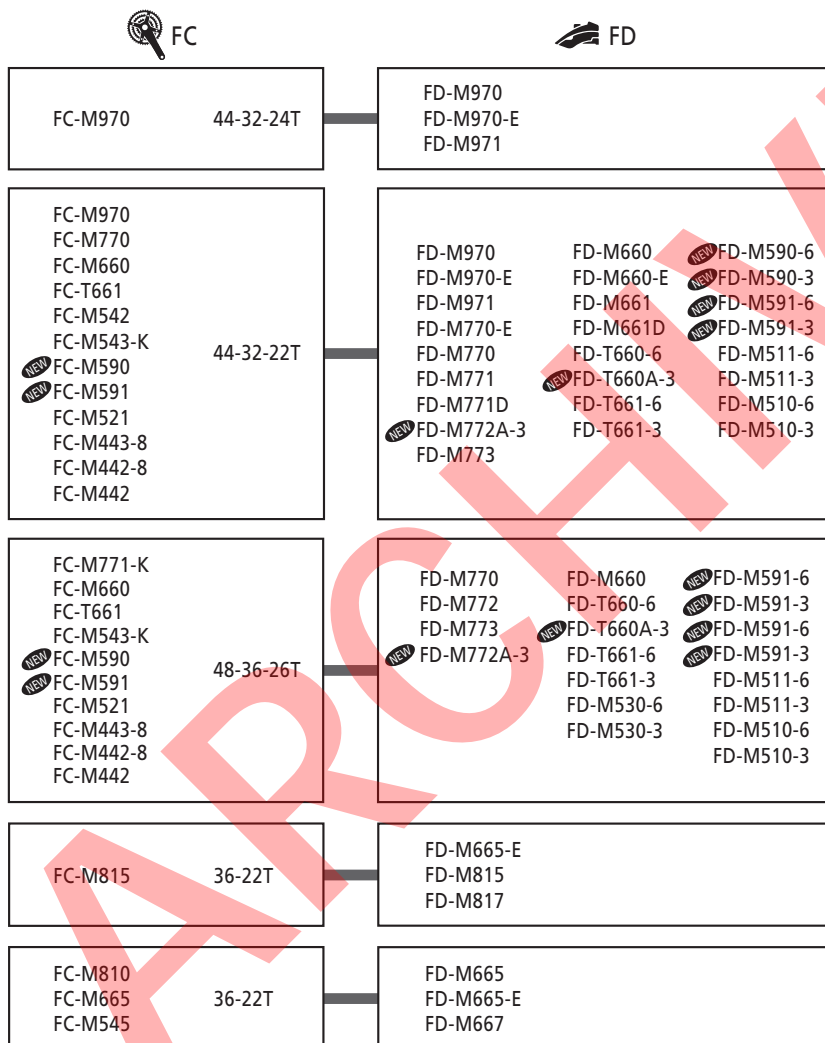 FC FD
FC-M970 44-32-24T
FD-M970
FD-M970-E
FD-M971
FC-M970
FC-M770
FC-M660
FC-T661
FC-M542
FC-M543-K
NEW FC-M590
NEW FC-M591
FC-M521
FC-M443-8
FC-M442-8
FC-M442
44-32-22T
FD-M970
FD-M970-E
FD-M971
FD-M770-E
FD-M770
FD-M771
FD-M771D
NEW FD-M772A-3
FD-M773
FD-M660
FD-M660-E
FD-M661
FD-M661D
FD-T660-6
NEW FD-T660A-3
FD-T661-6
FD-T661-3
NEW FD-M590-6
NEW FD-M590-3
NEW FD-M591-6
NEW FD-M591-3
FD-M511-6
FD-M511-3
FD-M510-6
FD-M510-3
FC-M771-K
FC-M660
FC-T661
FC-M543-K
NEW FC-M590
NEW FC-M591
FC-M521
FC-M443-8
FC-M442-8
FC-M442
48-36-26T
FD-M770
FD-M772
FD-M773
NEW FD-M772A-3
FD-M660
FD-T660-6
NEW FD-T660A-3
FD-T661-6
FD-T661-3
FD-M530-6
FD-M530-3
NEW FD-M591-6
NEW FD-M591-3
NEW FD-M591-6
NEW FD-M591-3
FD-M511-6
FD-M511-3
FD-M510-6
FD-M510-3
FC-M815 36-22T
FD-M665-E
FD-M815
FD-M817
FC-M810
FC-M665
FC-M545
36-22T
FD-M665
FD-M665-E
FD-M667
ARCHIV